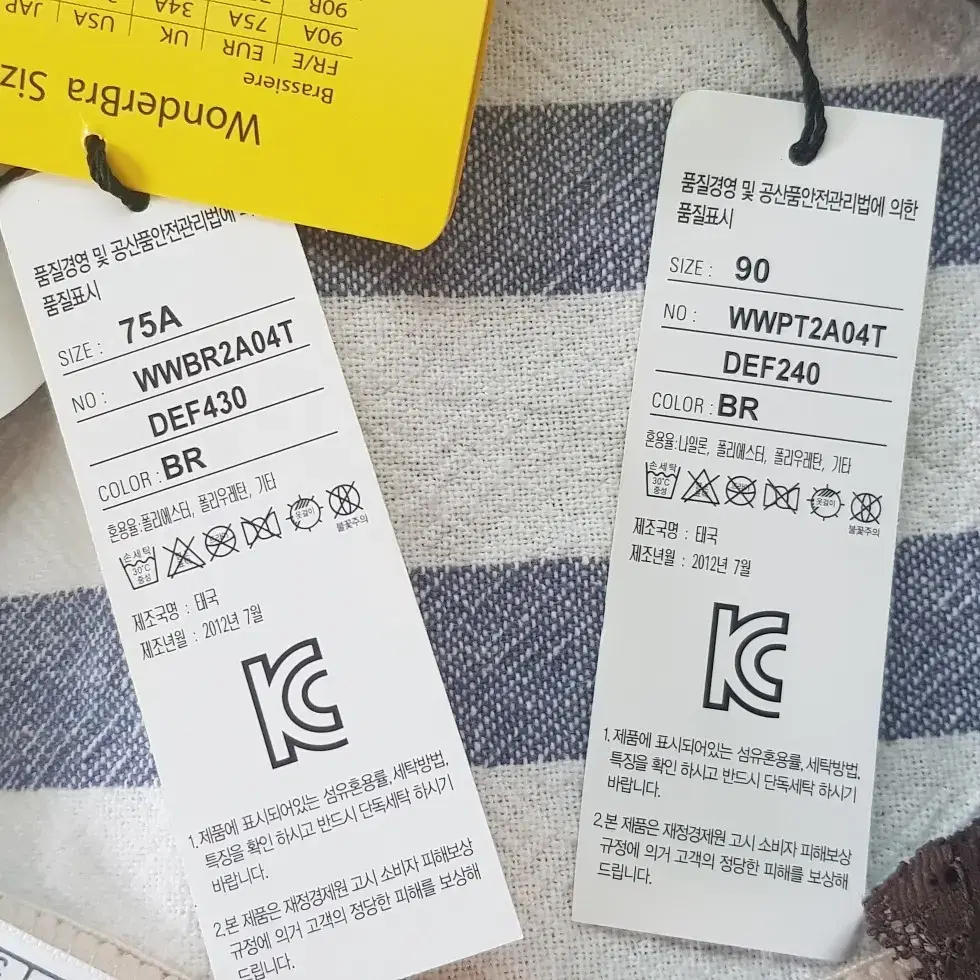 WonderBra Siz
Brassiere
FR/E EUR UK USA JAP
90A 75A 34A
90B
품질경영 및 공산품안전관리법에
품질표시
SIZE : 75A
NO : WWBR2A04T
DEF430
COLOR : BR
혼용율:폴리에스타, 폴리우레탄, 기타
손세탁
30°C
중성
옷걸이
불꽃주의
제조국명 : 태국
제조년월 : 2012년 7월
KC
1.제품에 표시되어있는 섬유혼용률, 세탁방법,
특징을 확인 하시고 반드시 단독세탁 하시기
바랍니다.
2.본 제품은 재정경제원 고시 소비자 피해보상
규정에 의거 고객의 정당한 피해를 보상해
드립니다.
품질경영 및 공산품안전관리법에 의한
품질표시
SIZE : 90
NO : WWPT2A04T
DEF240
COLOR : BR
혼용율:나일론, 폴리에스타, 폴리우레탄, 기타
손세탁
30°C
중성
옷걸이
불꽃주의
제조국명 : 태국
제조년월 : 2012년 7월
KC
1.제품에 표시되어있는 섬유혼용률, 세탁방법,
특징을 확인 하시고 반드시 단독세탁 하시기
바랍니다.
2.본 제품은 재정경제원 고시 소비자 피해보상
규정에 의거 고객의 정당한 피해를 보상해
드립니다.